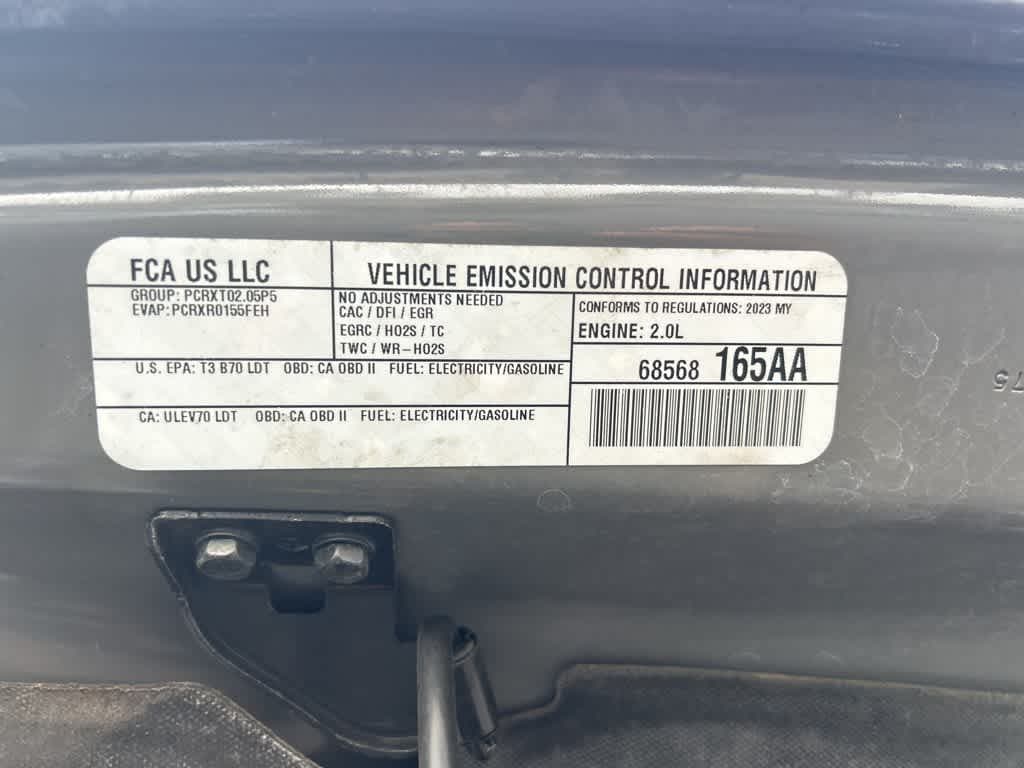 FCA US LLC
GROUP: PCRXT02.05P5
EVAP:PCRXR0155FEH
VEHICLE EMISSION CONTROL INFORMATION
NO ADJUSTMENTS NEEDED
CAC / DFI / EGR
EGRC / HO2S / TC
TWC / WR-HO2S
CONFORMS TO REGULATIONS: 2023 MY
ENGINE: 2.0L
68568 165AA
U.S. EPA: T3 B70 LDT OBD: CA OBD II FUEL: ELECTRICITY/GASOLINE
CA: ULEV70 LDT OBD: CA OBD II FUEL: ELECTRICITY/GASOLINE